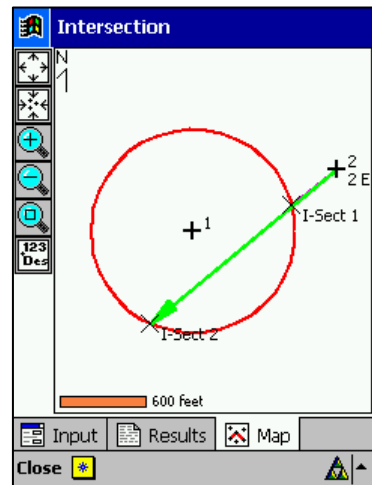 Intersection
N
2
2 E
I-Sect 1
1
I-Sect 2
123
Des
600 feet
Input Results Map
Close